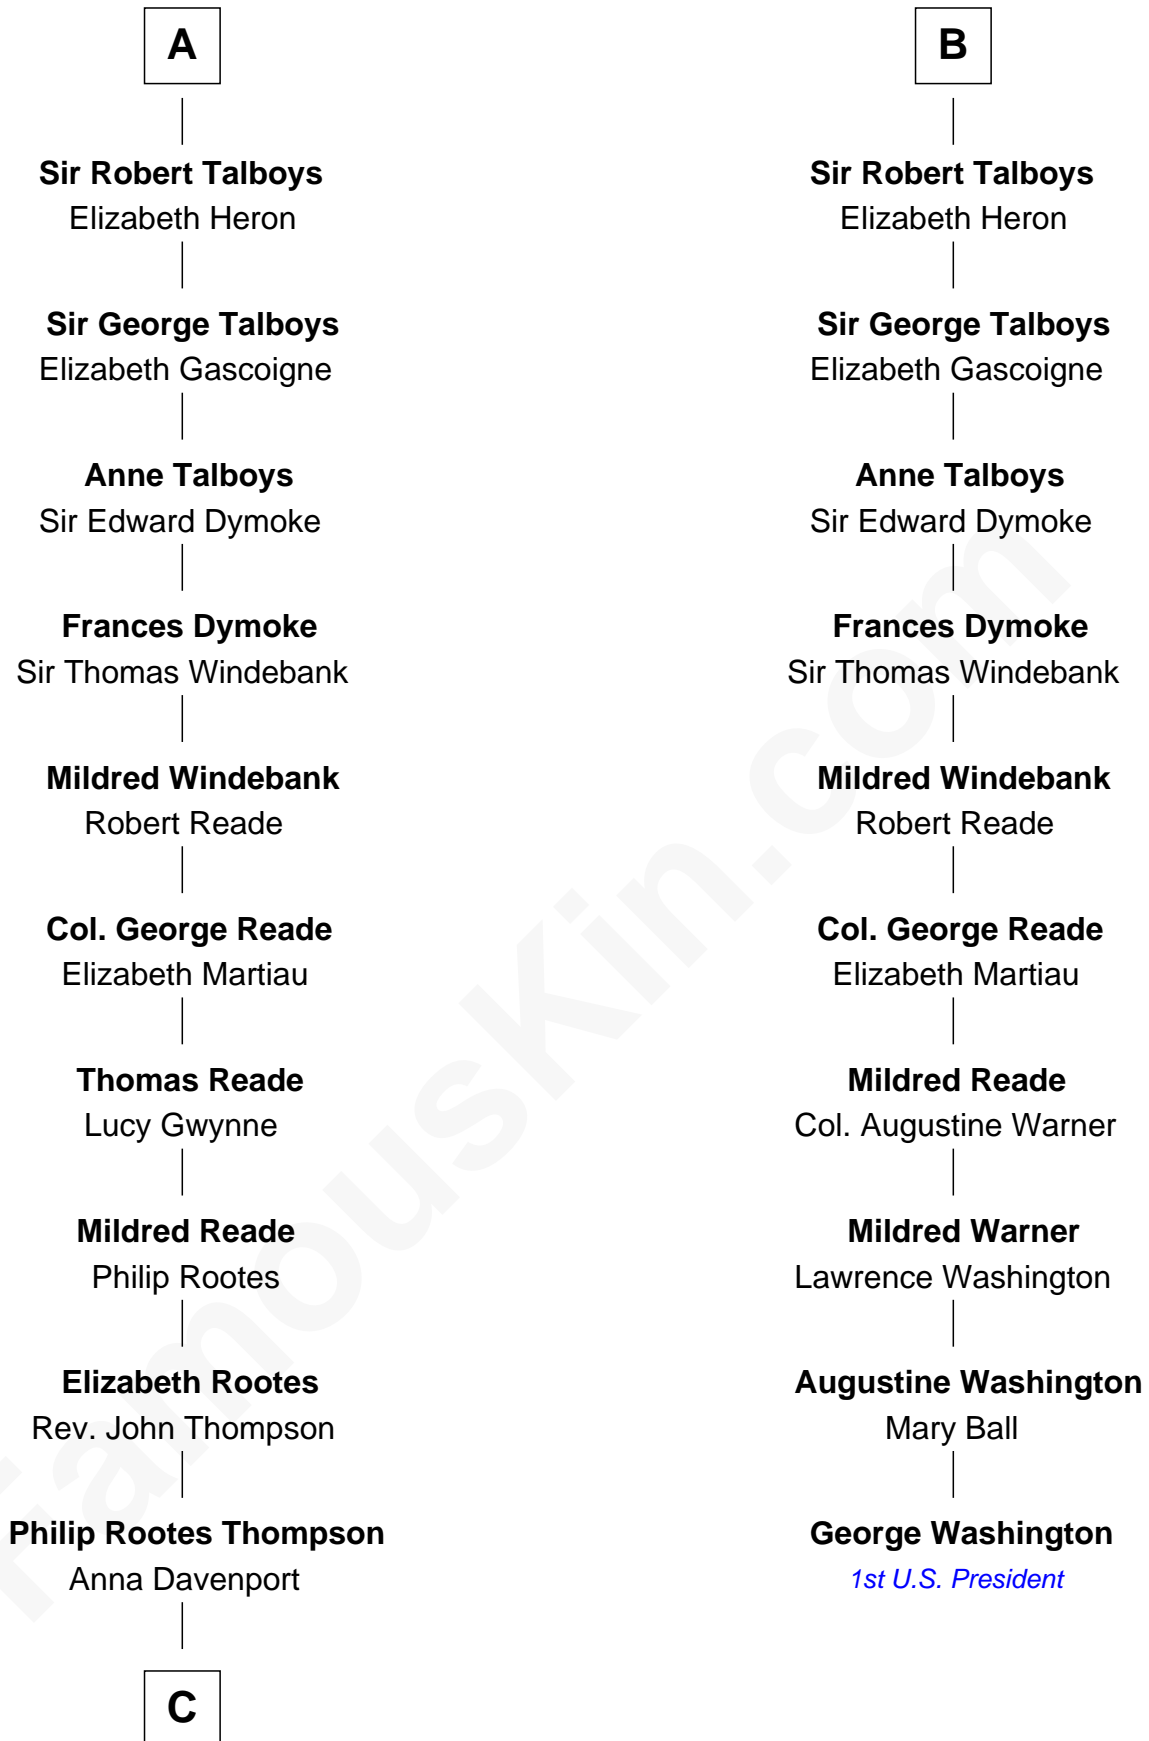 A
Sir Robert Talboys
Elizabeth Heron
Sir George Talboys
Elizabeth Gascoigne
Anne Talboys
Sir Edward Dymoke
Frances Dymoke
Sir Thomas Windebank
Mildred Windebank
Robert Reade
Col. George Reade
Elizabeth Martiau
Thomas Reade
Lucy Gwynne
Mildred Reade
Philip Rootes
Elizabeth Rootes
Rev. John Thompson
Philip Rootes Thompson
Anna Davenport
C
B
Sir Robert Talboys
Elizabeth Heron
Sir George Talboys
Elizabeth Gascoigne
Anne Talboys
Sir Edward Dymoke
Frances Dymoke
Sir Thomas Windebank
Mildred Windebank
Robert Reade
Col. George Reade
Elizabeth Martiau
Mildred Reade
Col. Augustine Warner
Mildred Warner
Lawrence Washington
Augustine Washington
Mary Ball
George Washington
1st U.S. President
FamousKin.com